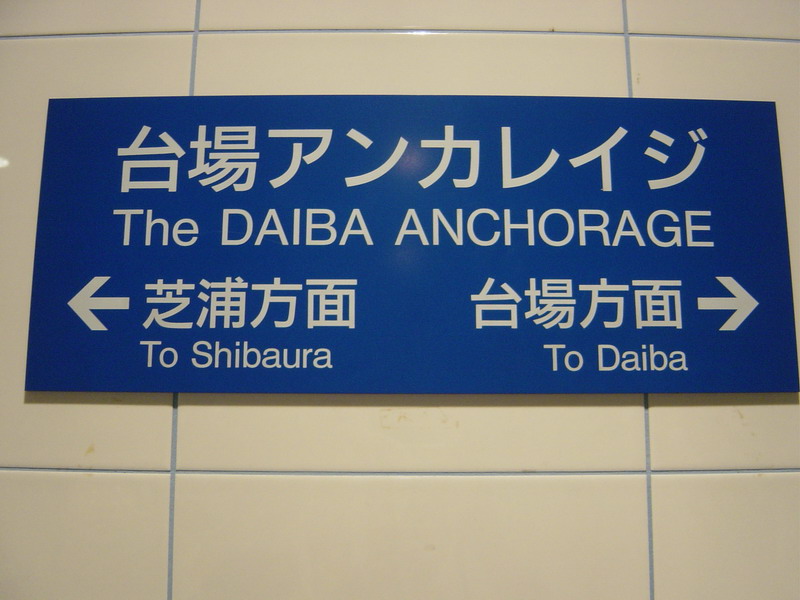 台場アンカレイジ
The DAIBA ANCHORAGE
← 芝浦方面 台場方面 →
To Shibaura To Daiba